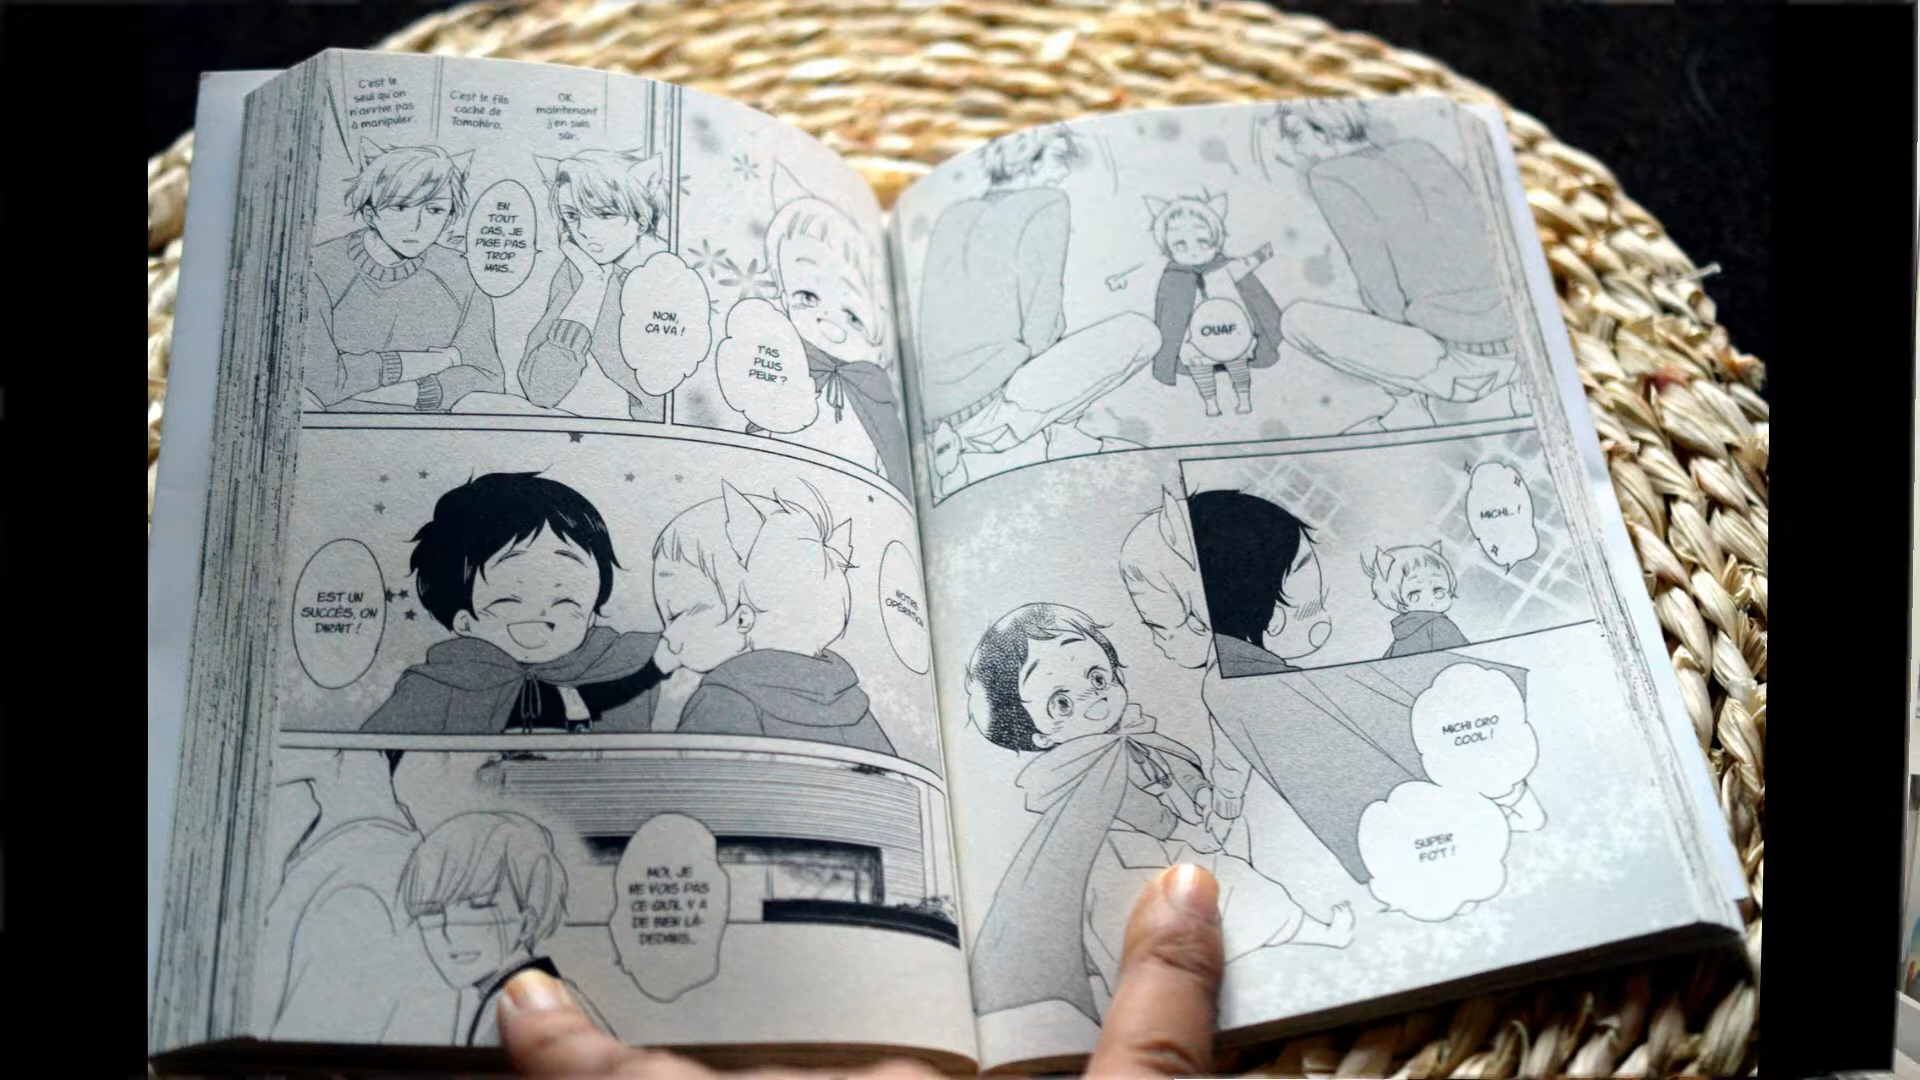 OUAF.
MICHI...!
MICHI CRO
COOL!
SUPER
FO'T!
T'AS
PLUS
PEUR?
NON,
ÇA VA!
OK,
maintenant
j'en suis
sûr.
C'est le fils
caché de
Tomohiro.
C'est le
seul qu'on
n'arrive pas
à manipuler.
EN
TOUT
CAS, JE
PIGE PAS
TROP
MAIS...
NOTRE
OPÉRATION
EST UN
SUCCÈS, ON
DIRAIT!
MOI, JE
NE VOIS PAS
CE QU'IL Y A
DE BIEN LÀ-
DEDANS...